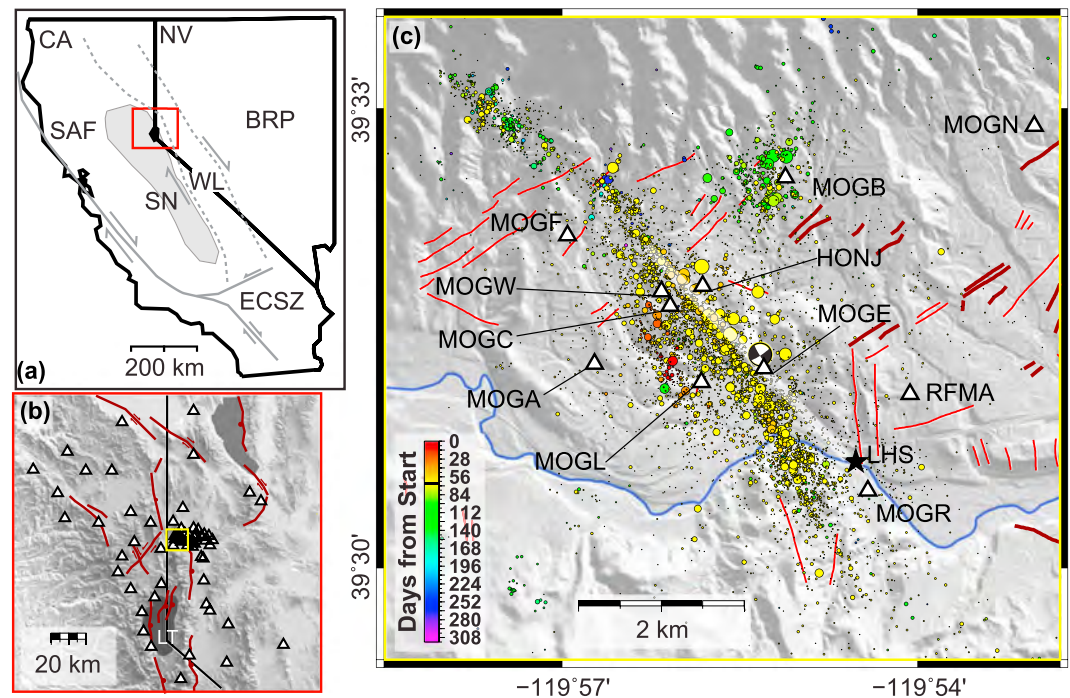 CA
NV
SAF
BRP
WL
SN
ECSZ
200 km
(a)
(b)
LT
20 km
(c)
39°33'
39°30'
MOGN
MOGB
MOGF
HONJ
MOGW
MOGE
MOGC
MOGA
RFMA
MOGL
LHS
MOGR
Days from Start
0
28
56
84
112
140
168
196
224
252
280
308
2 km
−119°57'
−119°54'